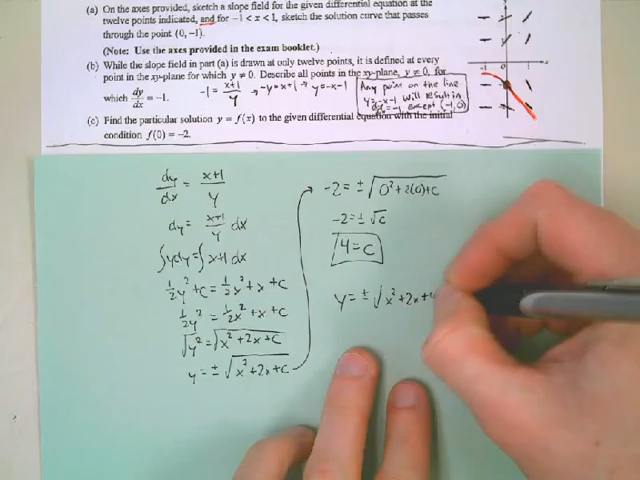 (a) On the axes provided, sketch a slope field for the given differential equation at the
twelve points indicated, and for −1 < x < 1, sketch the solution curve that passes
through the point (0, −1).
(Note: Use the axes provided in the exam booklet.)
(b) While the slope field in part (a) is drawn at only twelve points, it is defined at every
point in the xy-plane for which y ≠ 0. Describe all points in the xy-plane, y ≠ 0, for
which dy/dx = −1.
-1 = x+1/y → -y=x+1 → y=-x-1
Any point on the line
y=-x-1 will result in
dy/dx=-1 except (-1,0)
(c) Find the particular solution y = f(x) to the given differential equation with the initial
condition f(0) = −2.
-1 0 1
dy/dx = x+1/y
dy = x+1/y dx
∫ydy=∫x+1dx
1/2y²+c=1/2x²+x+c
1/2y²=1/2x²+x+c
√y²=√x²+2x+c
y=±√x²+2x+c
-2=±√0²+2(0)+c
-2=±√c
4=c
y=±√x²+2x+